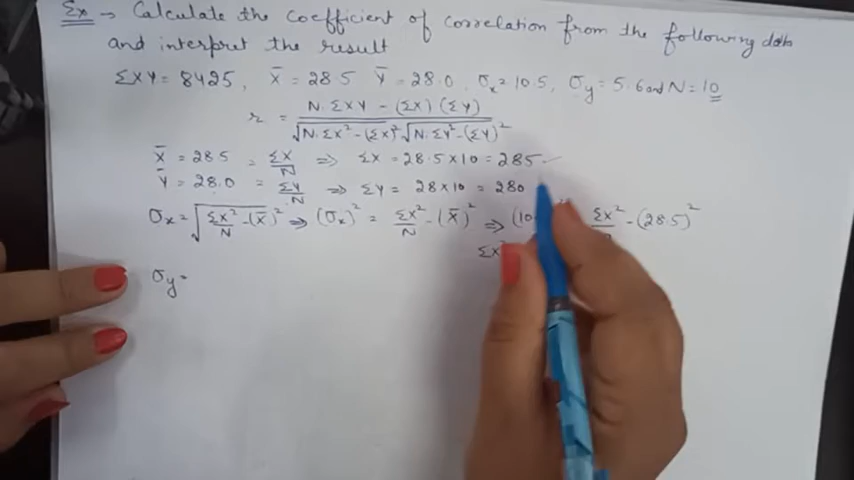 Ex → Calculate the coefficient of correlation from the following data
and interpret the result
ΣXY = 8425, X̄ = 28.5 Ȳ = 28.0, σx = 10.5, σy = 5.6 and N = 10
r = N·ΣXY - (ΣX)(ΣY) / √N·Σx² - (Σx)² √N·Σy² - (Σy)²
X̄ = 28.5 = ΣX/N ⇒ ΣX = 28.5×10 = 285
Ȳ = 28.0 = ΣY/N ⇒ ΣY = 28×10 = 280
σx = √Σx²/N - (X̄)² ⇒ (σx)² = Σx²/N - (X̄)² ⇒ (10 Σx² - (28.5)²
Σx²
σy =